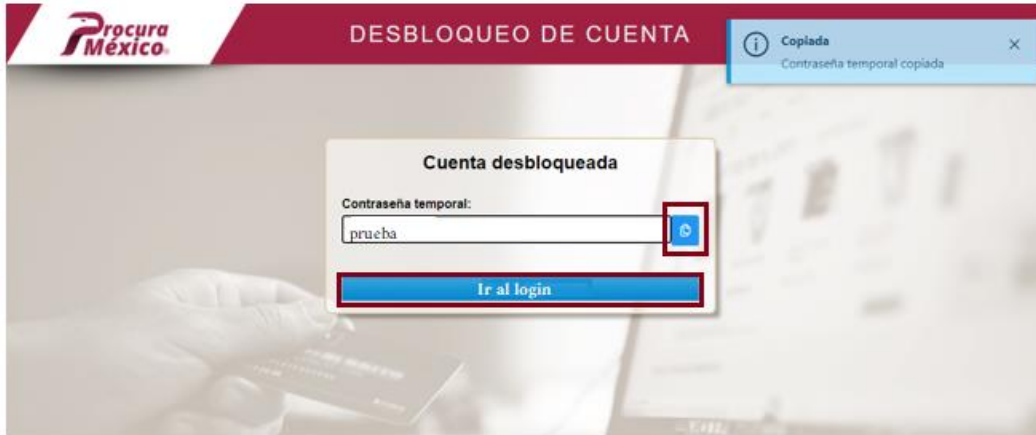 Procura
México
DESBLOQUEO DE CUENTA
Copiada
Contraseña temporal copiada
Cuenta desbloqueada
Contraseña temporal:
prueba
Ir al login